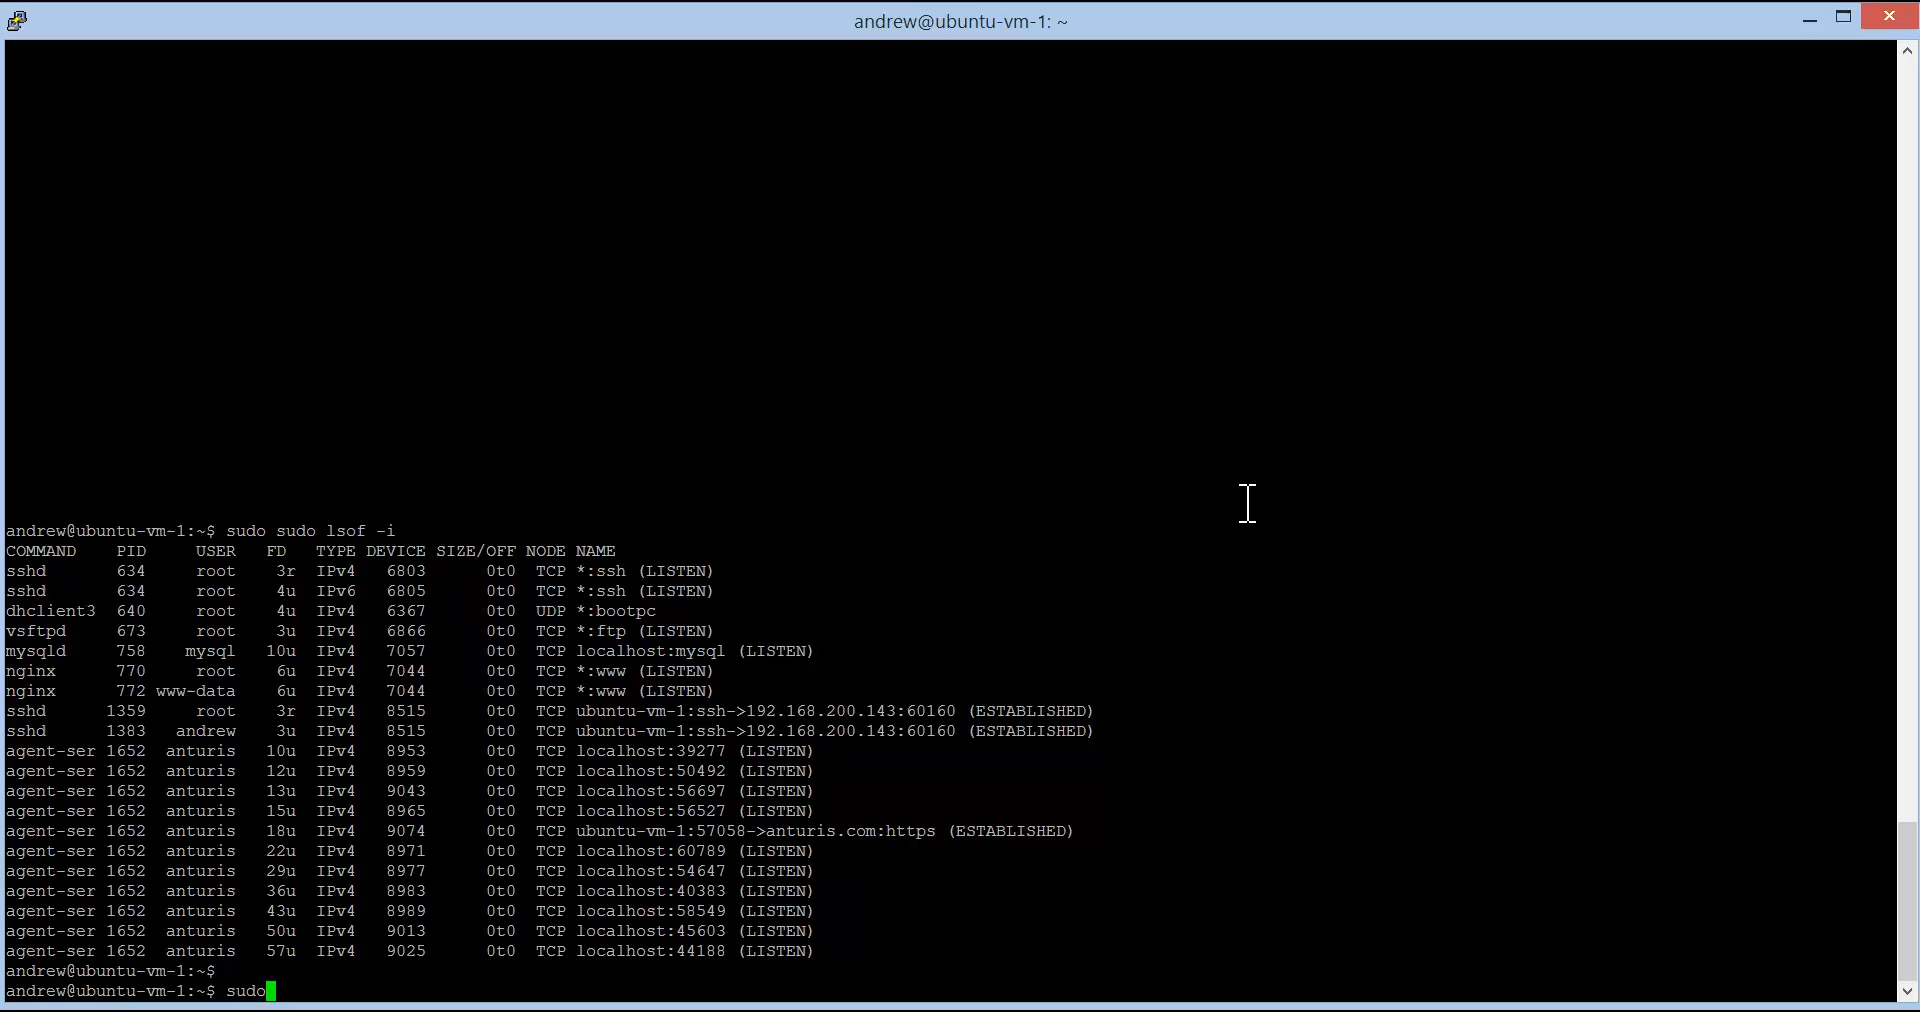 andrew@ubuntu-vm-1: ~
andrew@ubuntu-vm-1:~$ sudo sudo lsof -i
COMMAND    PID     USER   FD   TYPE DEVICE SIZE/OFF NODE NAME
sshd       634     root    3r  IPv4   6803      0t0  TCP *:ssh (LISTEN)
sshd       634     root    4u  IPv6   6805      0t0  TCP *:ssh (LISTEN)
dhclient3  640     root    4u  IPv4   6367      0t0  UDP *:bootpc
vsftpd     673     root    3u  IPv4   6866      0t0  TCP *:ftp (LISTEN)
mysqld     758    mysql   10u  IPv4   7057      0t0  TCP localhost:mysql (LISTEN)
nginx      770     root    6u  IPv4   7044      0t0  TCP *:www (LISTEN)
nginx      772 www-data    6u  IPv4   7044      0t0  TCP *:www (LISTEN)
sshd      1359     root    3r  IPv4   8515      0t0  TCP ubuntu-vm-1:ssh->192.168.200.143:60160 (ESTABLISHED)
sshd      1383   andrew    3u  IPv4   8515      0t0  TCP ubuntu-vm-1:ssh->192.168.200.143:60160 (ESTABLISHED)
agent-ser 1652  anturis   10u  IPv4   8953      0t0  TCP localhost:39277 (LISTEN)
agent-ser 1652  anturis   12u  IPv4   8959      0t0  TCP localhost:50492 (LISTEN)
agent-ser 1652  anturis   13u  IPv4   9043      0t0  TCP localhost:56697 (LISTEN)
agent-ser 1652  anturis   15u  IPv4   8965      0t0  TCP localhost:56527 (LISTEN)
agent-ser 1652  anturis   18u  IPv4   9074      0t0  TCP ubuntu-vm-1:57058->anturis.com:https (ESTABLISHED)
agent-ser 1652  anturis   22u  IPv4   8971      0t0  TCP localhost:60789 (LISTEN)
agent-ser 1652  anturis   29u  IPv4   8977      0t0  TCP localhost:54647 (LISTEN)
agent-ser 1652  anturis   36u  IPv4   8983      0t0  TCP localhost:40383 (LISTEN)
agent-ser 1652  anturis   43u  IPv4   8989      0t0  TCP localhost:58549 (LISTEN)
agent-ser 1652  anturis   50u  IPv4   9013      0t0  TCP localhost:45603 (LISTEN)
agent-ser 1652  anturis   57u  IPv4   9025      0t0  TCP localhost:44188 (LISTEN)
andrew@ubuntu-vm-1:~$
andrew@ubuntu-vm-1:~$ sudo